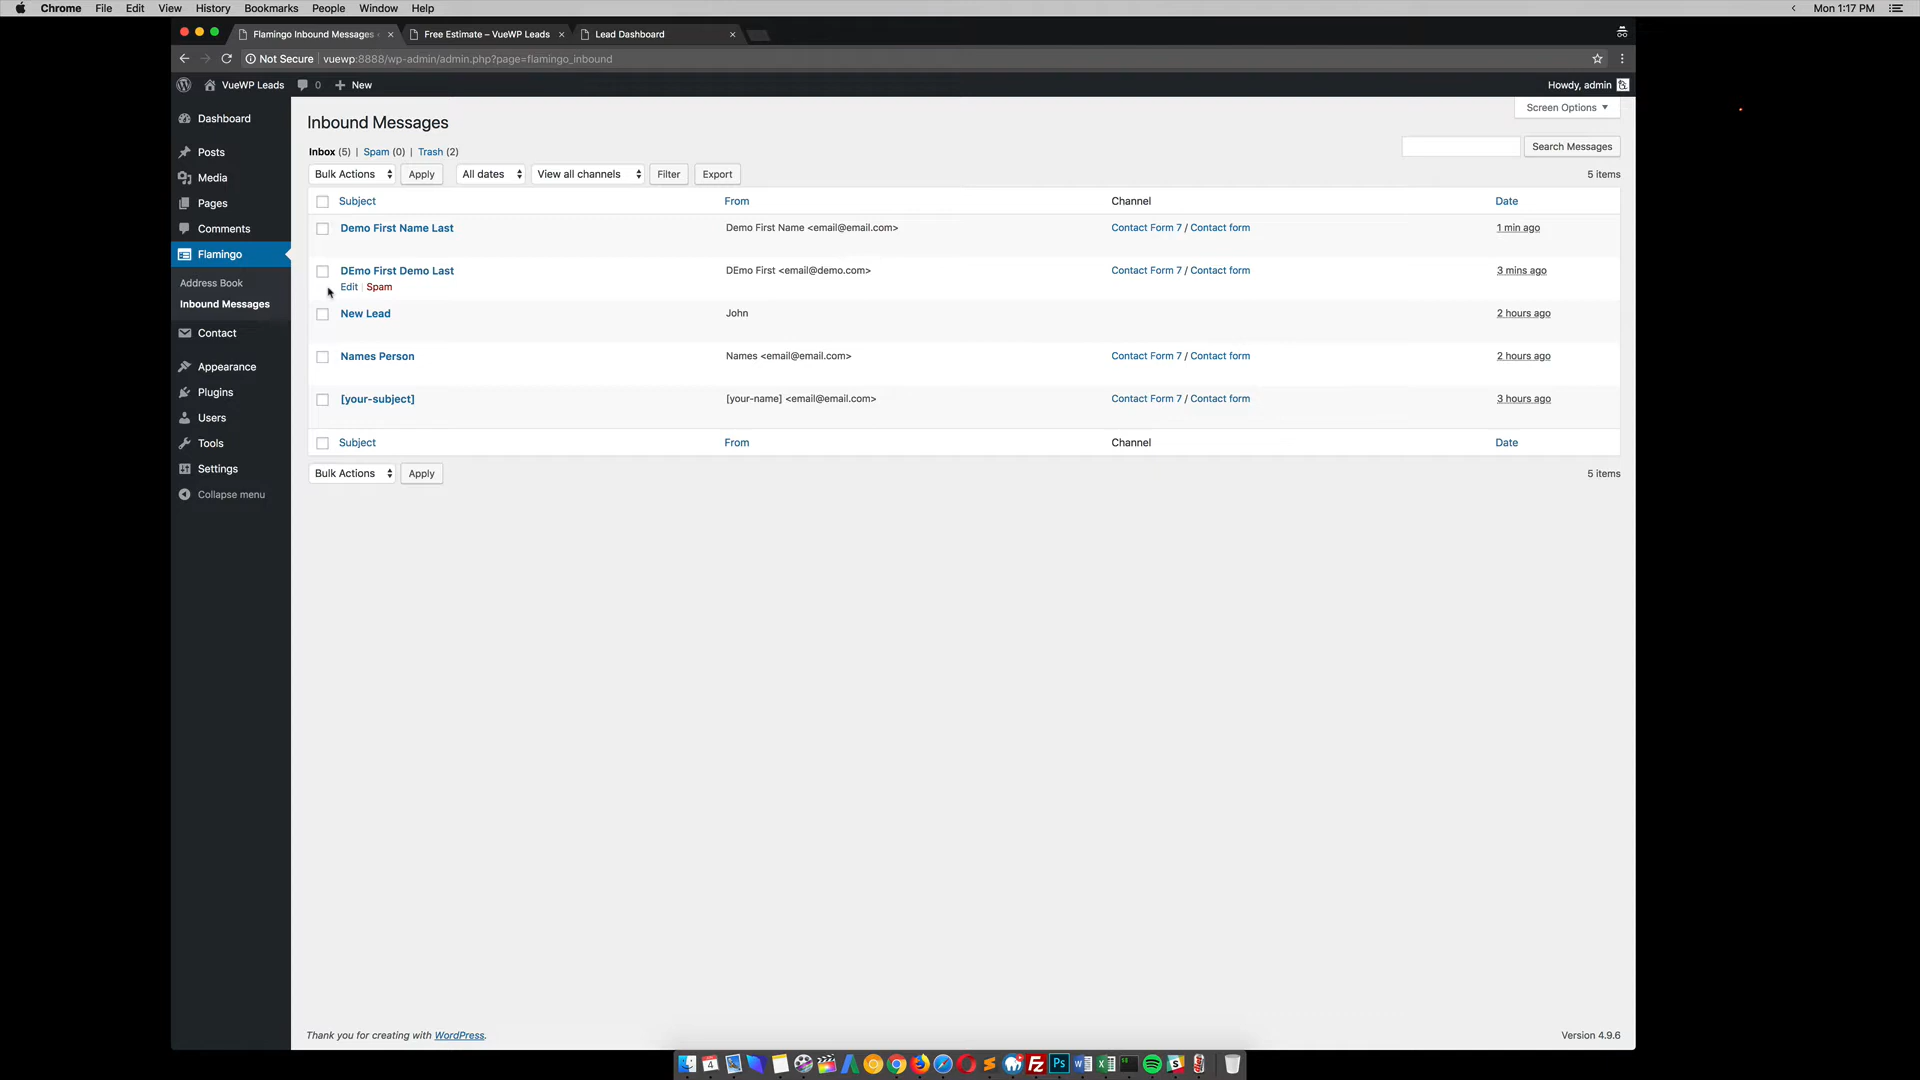 Chrome File Edit View History Bookmarks People Window Help Mon 1:17 PM
Flamingo Inbound Messages Free Estimate – VueWP Leads Lead Dashboard
Not Secure vuewp:8888/wp-admin/admin.php?page=flamingo_inbound
VueWP Leads 0 New Howdy, admin
Screen Options
Dashboard
Posts
Media
Pages
Comments
Flamingo
Address Book
Inbound Messages
Contact
Appearance
Plugins
Users
Tools
Settings
Collapse menu
Inbound Messages
Inbox (5) | Spam (0) | Trash (2)
Search Messages
Bulk Actions Apply All dates View all channels Filter Export 5 items
Subject From Channel Date
Demo First Name Last Demo First Name <email@email.com> Contact Form 7 / Contact form 1 min ago
DEmo First Demo Last DEmo First <email@demo.com> Contact Form 7 / Contact form 3 mins ago
Edit | Spam
New Lead John 2 hours ago
Names Person Names <email@email.com> Contact Form 7 / Contact form 2 hours ago
[your-subject] [your-name] <email@email.com> Contact Form 7 / Contact form 3 hours ago
Subject From Channel Date
Bulk Actions Apply 5 items
Thank you for creating with WordPress. Version 4.9.6
4 Fz Ps